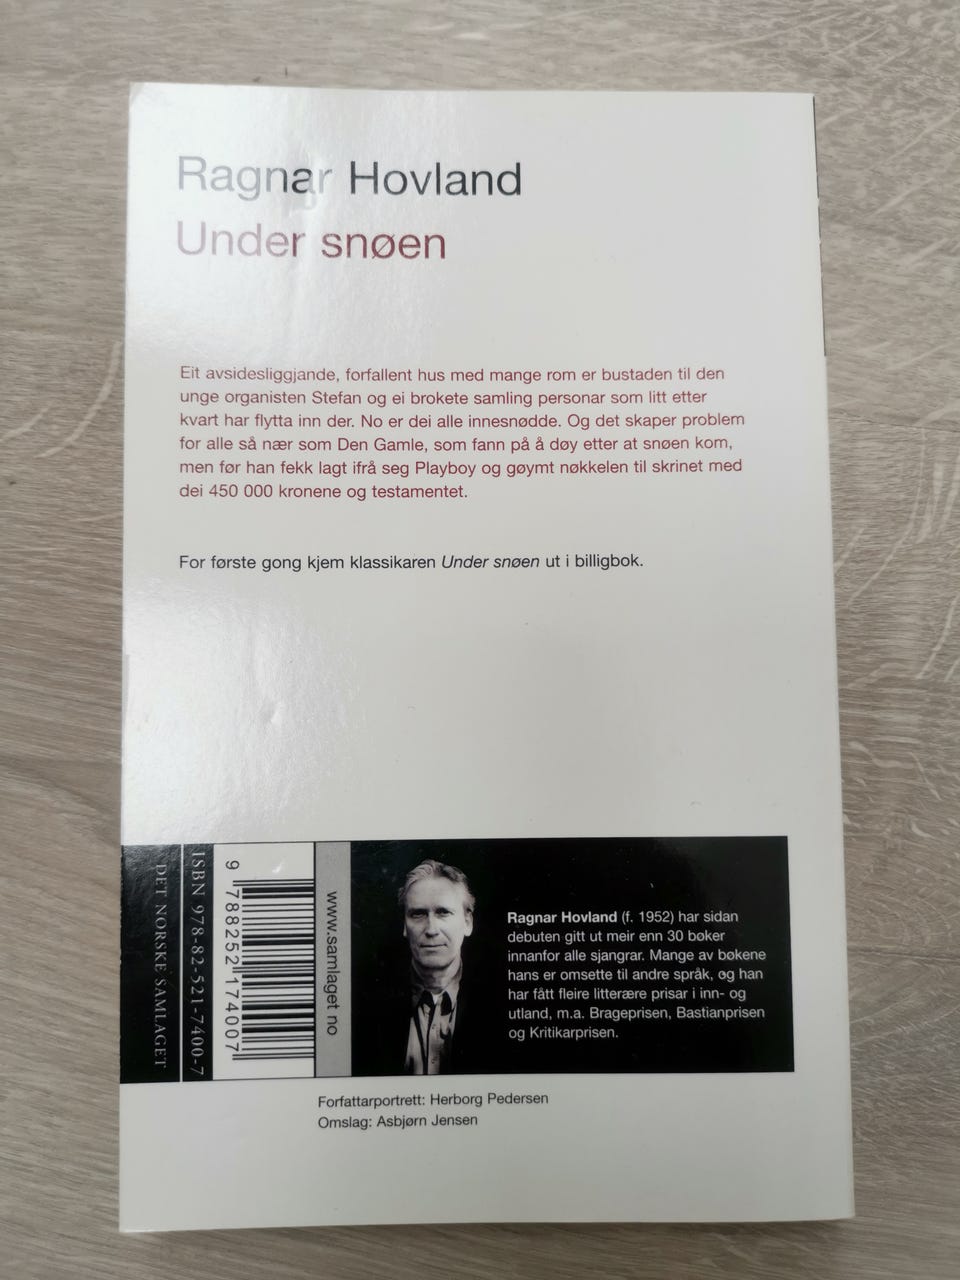 Ragnar Hovland
Under snøen
Eit avsidesliggjande, forfallent hus med mange rom er bustaden til den
unge organisten Stefan og ei brokete samling personar som litt etter
kvart har flytta inn der. No er dei alle innesnødde. Og det skaper problem
for alle så nær som Den Gamle, som fann på å døy etter at snøen kom,
men før han fekk lagt ifrå seg Playboy og gøymt nøkkelen til skrinet med
dei 450 000 kronene og testamentet.
For første gong kjem klassikaren Under snøen ut i billigbok.
DET NORSKE SAMLAGET
ISBN 978-82-521-7400-7
9 788252 174007
www.samlaget.no
Ragnar Hovland (f. 1952) har sidan
debuten gitt ut meir enn 30 bøker
innanfor alle sjangrar. Mange av bøkene
hans er omsette til andre språk, og han
har fått fleire litterære prisar i inn- og
utland, m.a. Brageprisen, Bastianprisen
og Kritikarprisen.
Forfattarportrett: Herborg Pedersen
Omslag: Asbjørn Jensen